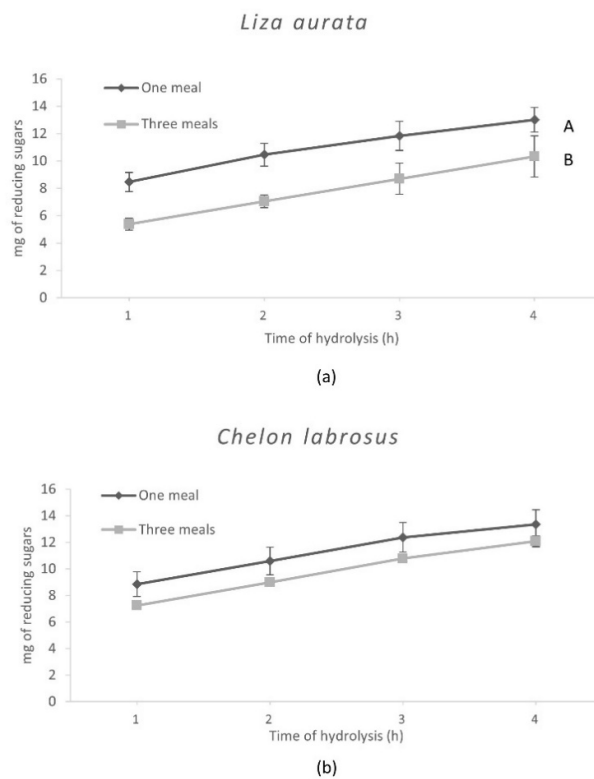 Liza aurata
16
14
12
10
8
6
4
2
0
mg of reducing sugars
One meal
Three meals
A
B
1 2 3 4
Time of hydrolysis (h)
(a)
Chelon labrosus
16
14
12
10
8
6
4
2
0
mg of reducing sugars
One meal
Three meals
1 2 3 4
Time of hydrolysis (h)
(b)